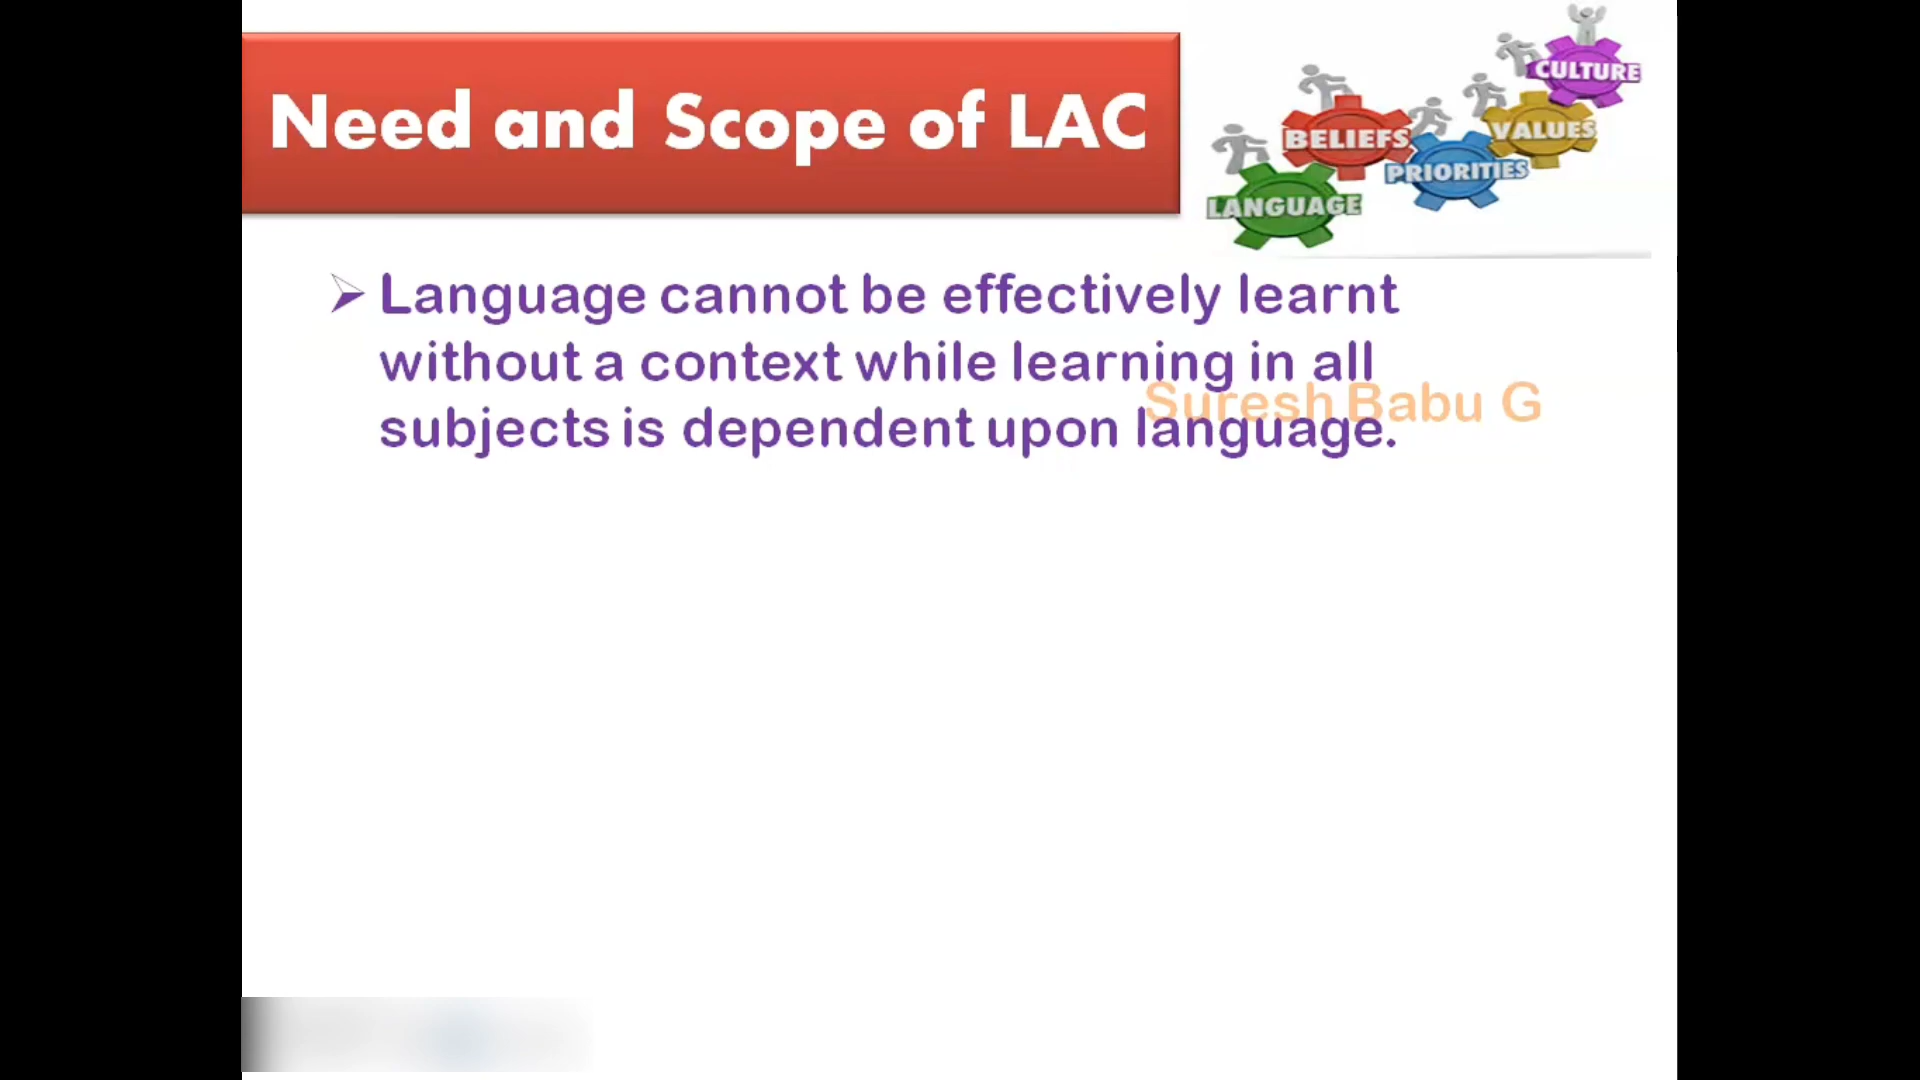 Need and Scope of LAC
CULTURE
BELIEFS
VALUES
PRIORITIES
LANGUAGE
➢ Language cannot be effectively learnt
without a context while learning in all
subjects is dependent upon language.
Suresh Babu G